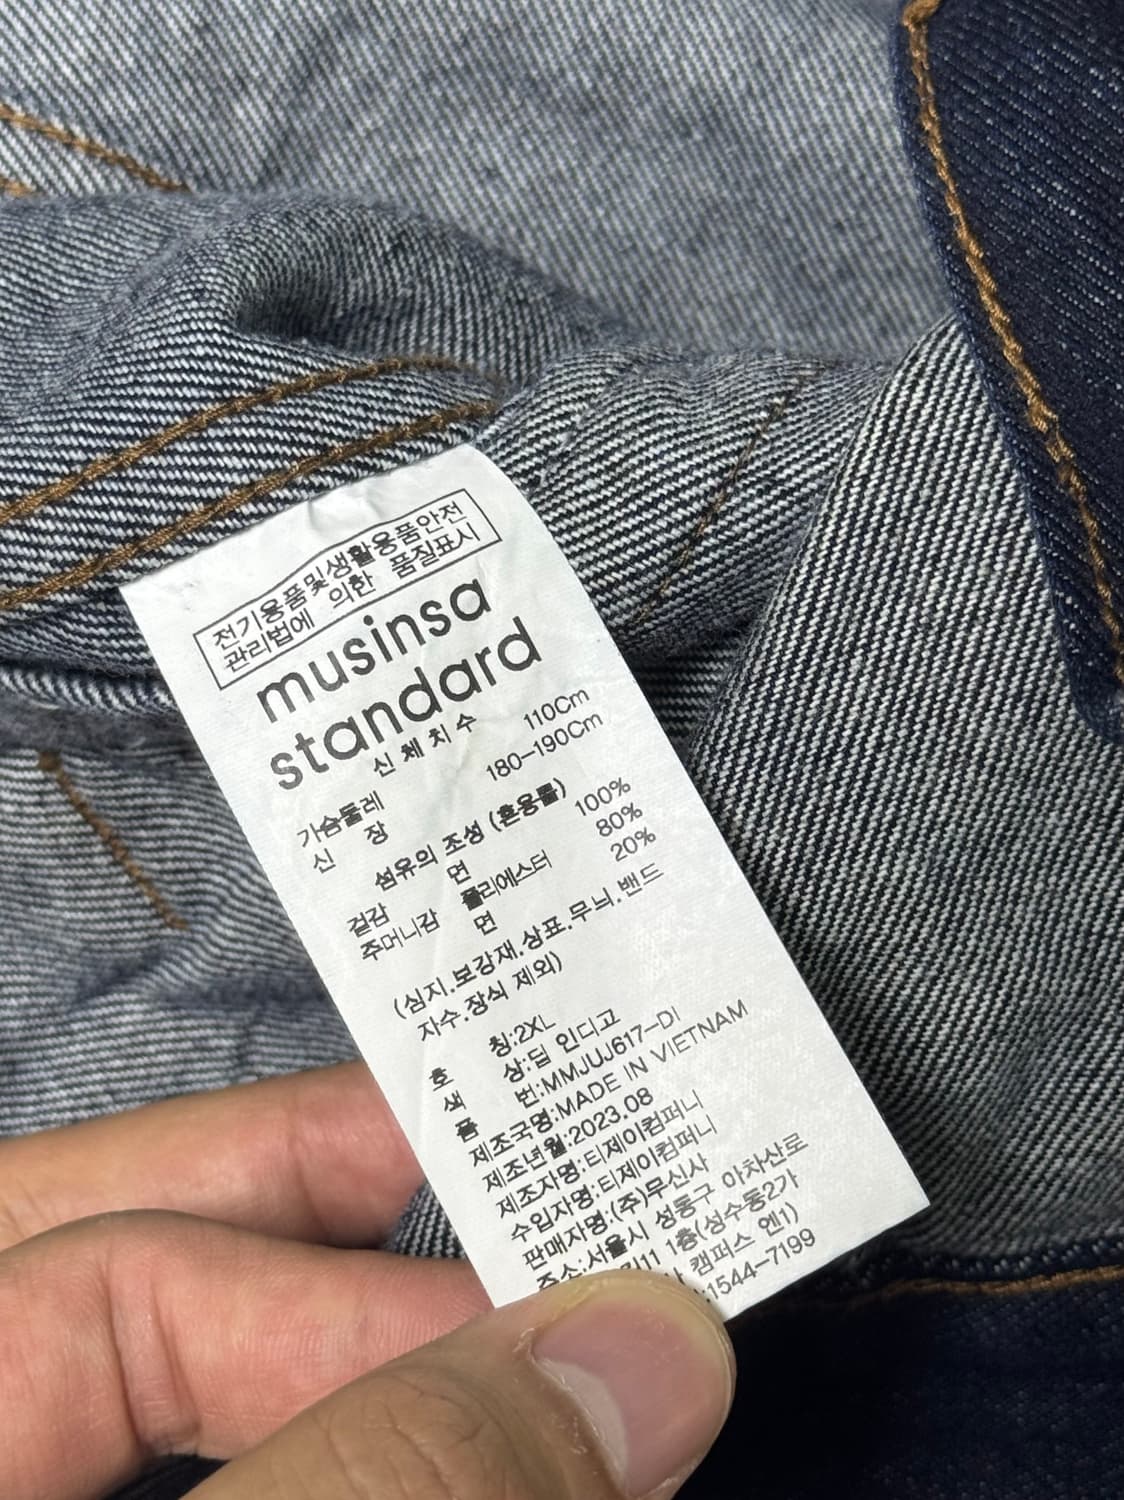 전기용품및생활용품안전
관리법에 의한 품질표시
musinsa
standard
신 체 치 수
가슴둘레 110Cm
신 장 180-190Cm
섬유의 조성 (혼용률)
겉감 면 100%
주머니감 폴리에스터 80%
면 20%
(심지.보강재.상표.무늬.밴드
자수.장식 제외)
호 칭:2XL
색 상:딥 인디고
품 번:MMJUJ617-DI
제조국명:MADE IN VIETNAM
제조년월:2023.08
제조자명:티제이컴퍼니
수입자명:티제이컴퍼니
판매자명:(주)무신사
주소:서울시 성동구 아차산로
11 1층(성수동2가
캠퍼스 엔1)
:1544-7199